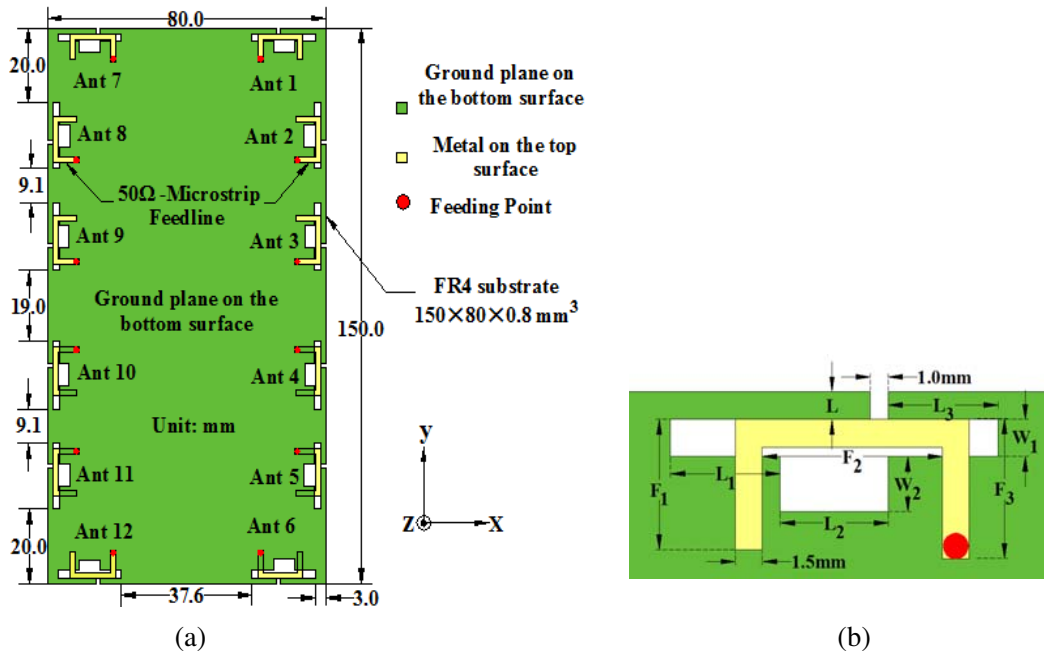 80.0
20.0
Ant 7
Ant 1
Ant 8
Ant 2
9.1
50Ω -Microstrip
Feedline
Ant 9
Ant 3
19.0
Ground plane on the
bottom surface
150.0
Ant 10
Ant 4
9.1
Unit: mm
Ant 11
Ant 5
20.0
Ant 12
Ant 6
37.6
3.0
Ground plane on
the bottom surface
Metal on the top
surface
Feeding Point
FR4 substrate
150×80×0.8 mm³
y
Z
X
(a)
1.0mm
L
L₃
W₁
F₂
F₁
L₁
W₂
F₃
L₂
1.5mm
(b)